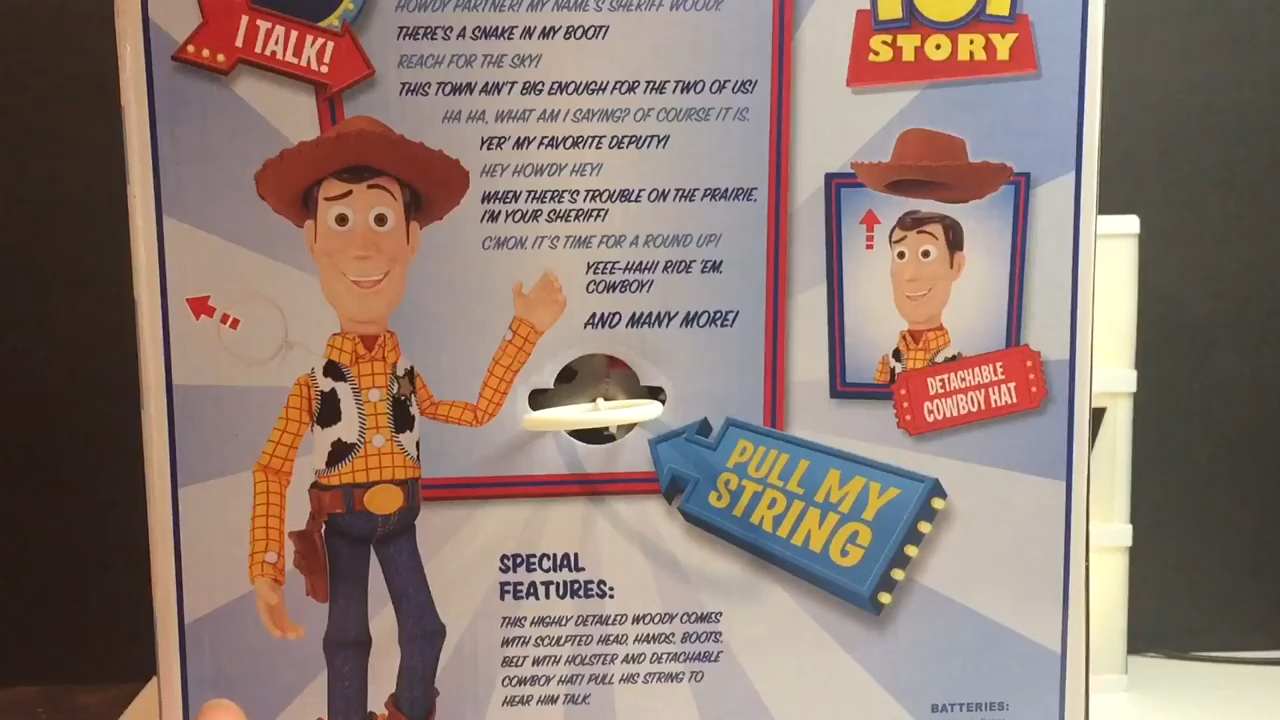 I TALK!
HOWDY PARTNER! MY NAME'S SHERIFF WOODY.
THERE'S A SNAKE IN MY BOOT!
REACH FOR THE SKY!
THIS TOWN AIN'T BIG ENOUGH FOR THE TWO OF US!
HA HA, WHAT AM I SAYING? OF COURSE IT IS.
YER' MY FAVORITE DEPUTY!
HEY HOWDY HEY!
WHEN THERE'S TROUBLE ON THE PRAIRIE,
I'M YOUR SHERIFF!
C'MON, IT'S TIME FOR A ROUND UP!
YEEE-HAH! RIDE 'EM,
COWBOY!
AND MANY MORE!
TOY
STORY
DETACHABLE
COWBOY HAT
PULL MY
STRING
SPECIAL
FEATURES:
THIS HIGHLY DETAILED WOODY COMES
WITH SCULPTED HEAD, HANDS, BOOTS,
BELT WITH HOLSTER AND DETACHABLE
COWBOY HAT! PULL HIS STRING TO
HEAR HIM TALK.
BATTERIES: